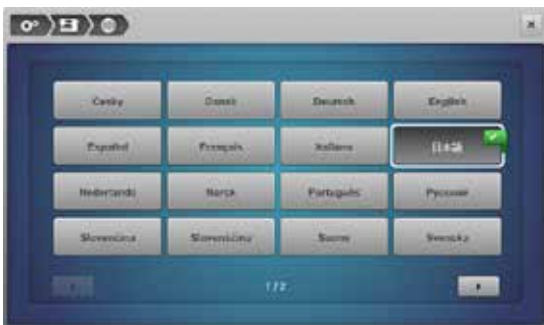 Česky Dansk Deutsch English
Español Français Italiano 日本語
Nederlands Norsk Português Русский
Slovenčina Slovenščina Suomi Svenska
1 / 2